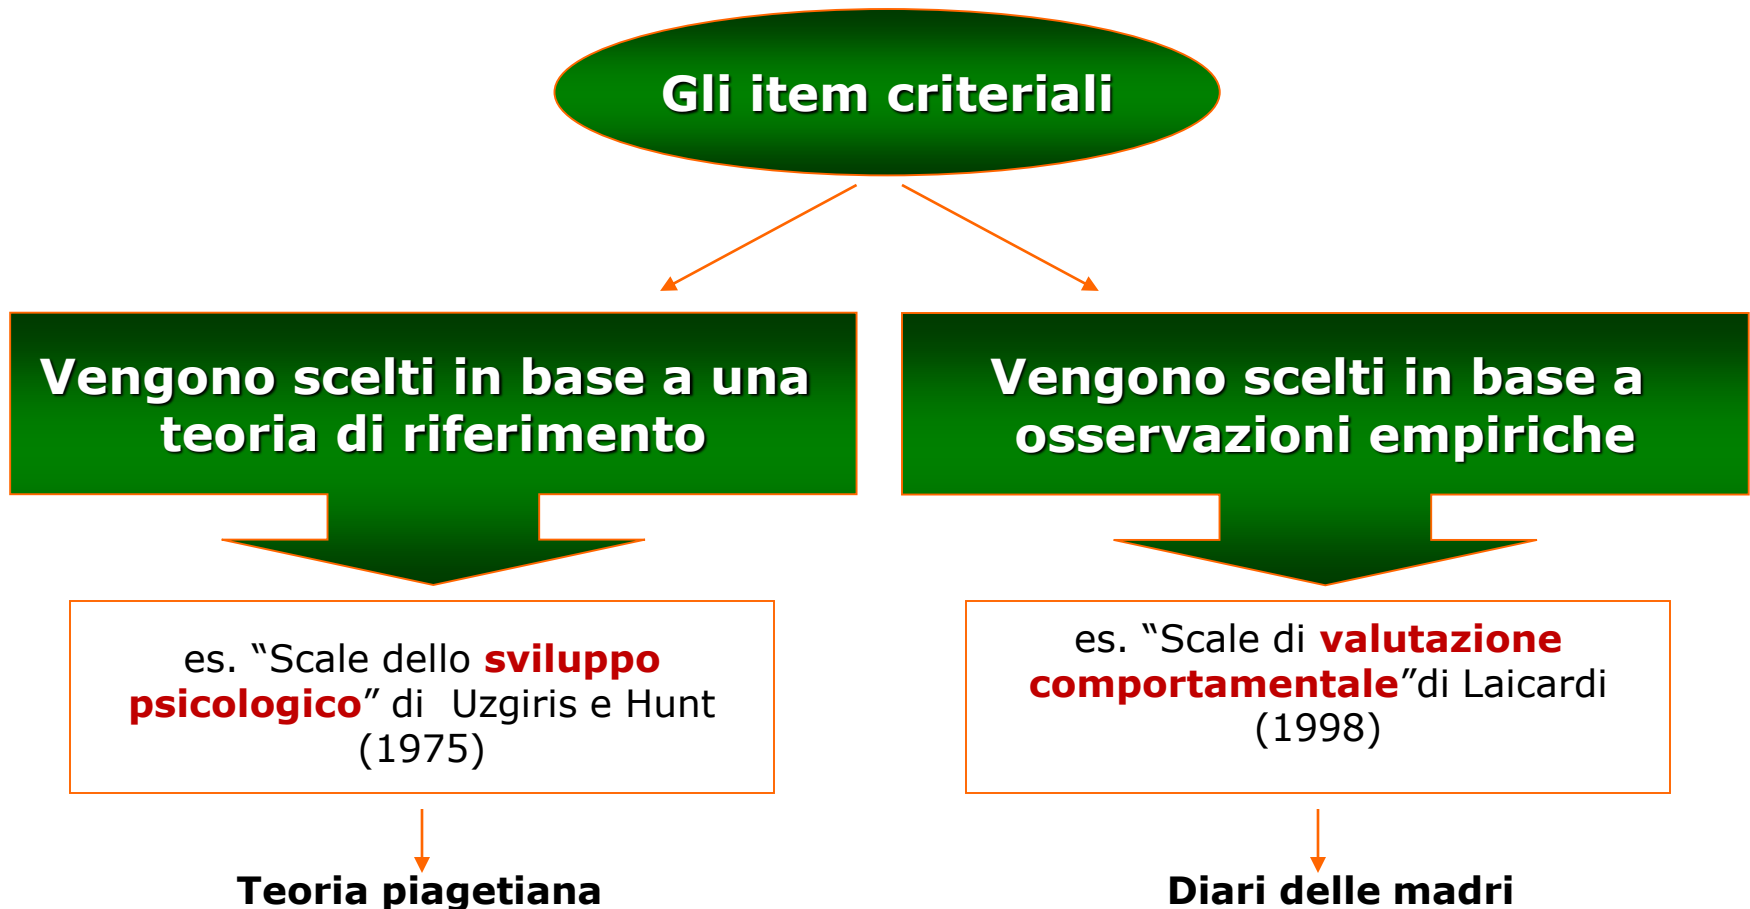 Gli item criteriali
Vengono scelti in base a una
teoria di riferimento
Vengono scelti in base a
osservazioni empiriche
es. “Scale dello sviluppo
psicologico” di  Uzgiris e Hunt
(1975)
es. “Scale di valutazione
comportamentale”di Laicardi
(1998)
Teoria piagetiana
Diari delle madri